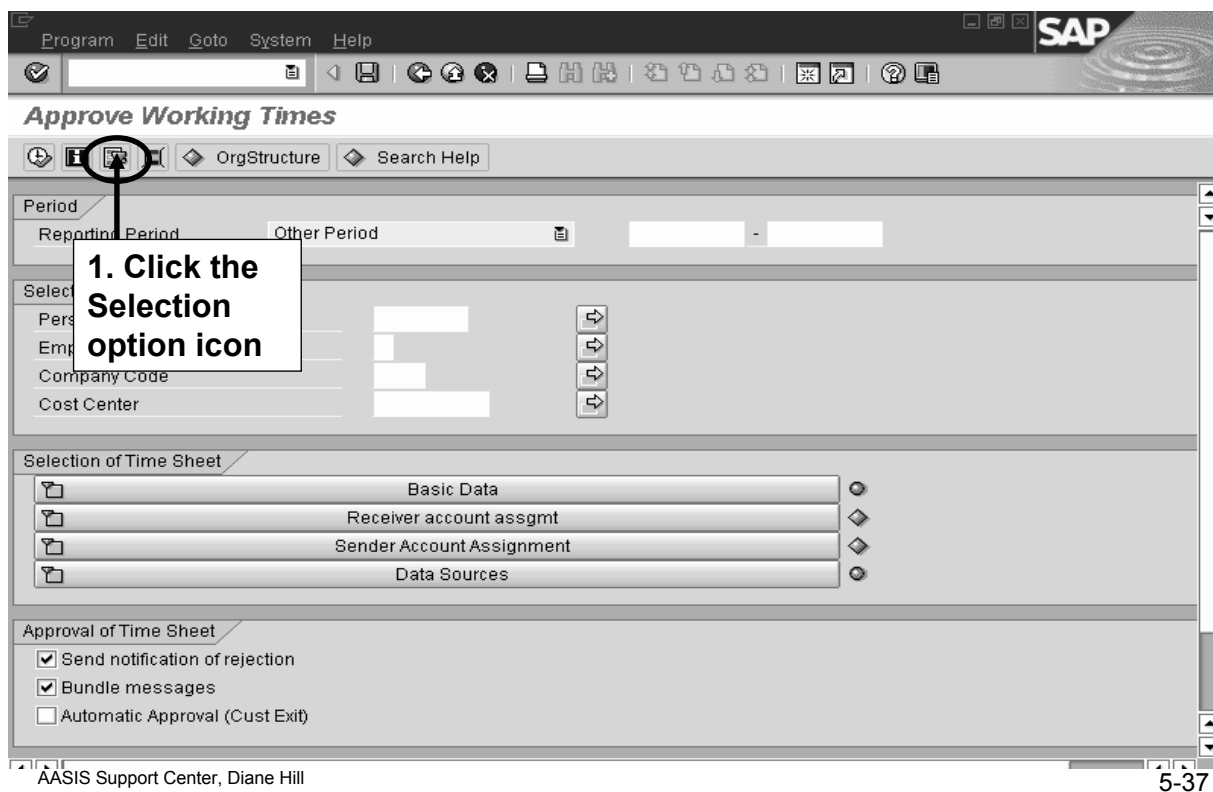 Program Edit Goto System Help
SAP
Approve Working Times
OrgStructure Search Help
Period
Reporting Period Other Period -
1. Click the
Selection
option icon
Company Code
Cost Center
Selection of Time Sheet
Basic Data
Receiver account assgmt
Sender Account Assignment
Data Sources
Approval of Time Sheet
Send notification of rejection
Bundle messages
Automatic Approval (Cust Exit)
AASIS Support Center, Diane Hill
5-37